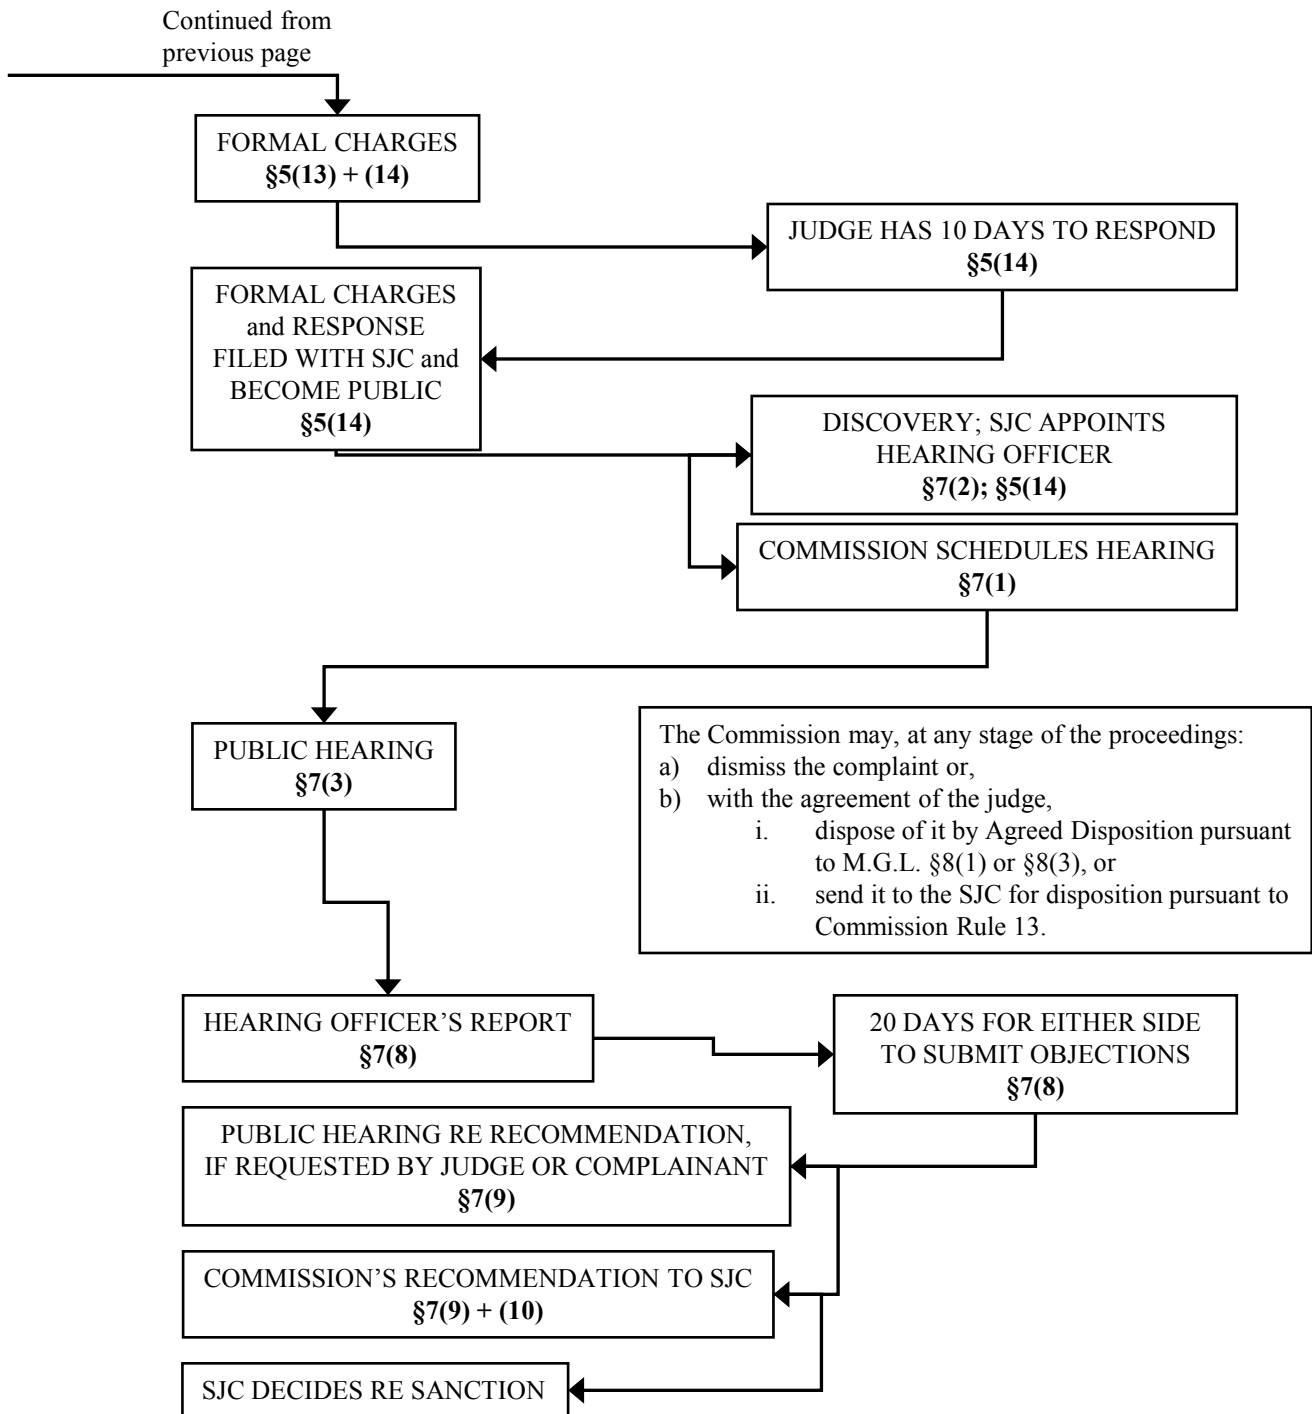 Continued from
previous page
FORMAL CHARGES
§5(13) + (14)
JUDGE HAS 10 DAYS TO RESPOND
§5(14)
FORMAL CHARGES
and RESPONSE
FILED WITH SJC and
BECOME PUBLIC
§5(14)
DISCOVERY; SJC APPOINTS
HEARING OFFICER
§7(2); §5(14)
COMMISSION SCHEDULES HEARING
§7(1)
PUBLIC HEARING
§7(3)
The Commission may, at any stage of the proceedings:
a) dismiss the complaint or,
b) with the agreement of the judge,
i. dispose of it by Agreed Disposition pursuant
to M.G.L. §8(1) or §8(3), or
ii. send it to the SJC for disposition pursuant to
Commission Rule 13.
HEARING OFFICER’S REPORT
§7(8)
20 DAYS FOR EITHER SIDE
TO SUBMIT OBJECTIONS
§7(8)
PUBLIC HEARING RE RECOMMENDATION,
IF REQUESTED BY JUDGE OR COMPLAINANT
§7(9)
COMMISSION’S RECOMMENDATION TO SJC
§7(9) + (10)
SJC DECIDES RE SANCTION